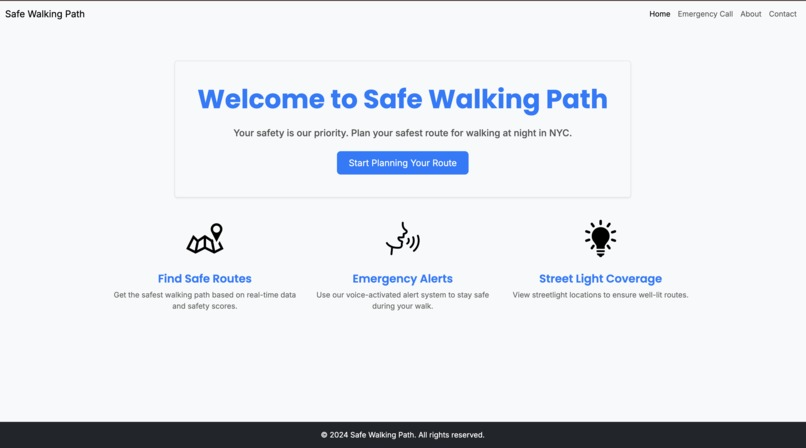 Safe Walking Path
Home Emergency Call About Contact
Welcome to Safe Walking Path
Your safety is our priority. Plan your safest route for walking at night in NYC.
Start Planning Your Route
Find Safe Routes
Get the safest walking path based on real-time data
and safety scores.
Emergency Alerts
Use our voice-activated alert system to stay safe
during your walk.
Street Light Coverage
View streetlight locations to ensure well-lit routes.
© 2024 Safe Walking Path. All rights reserved.